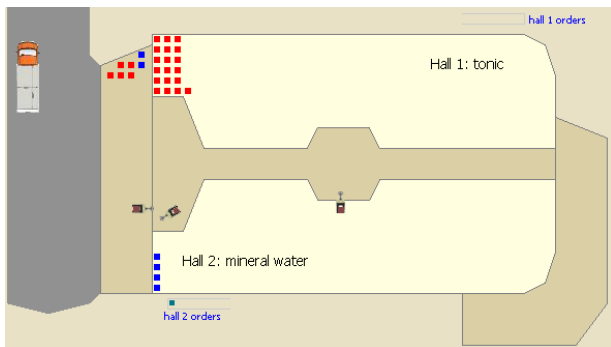 hall 1 orders
Hall 1: tonic
Hall 2: mineral water
hall 2 orders